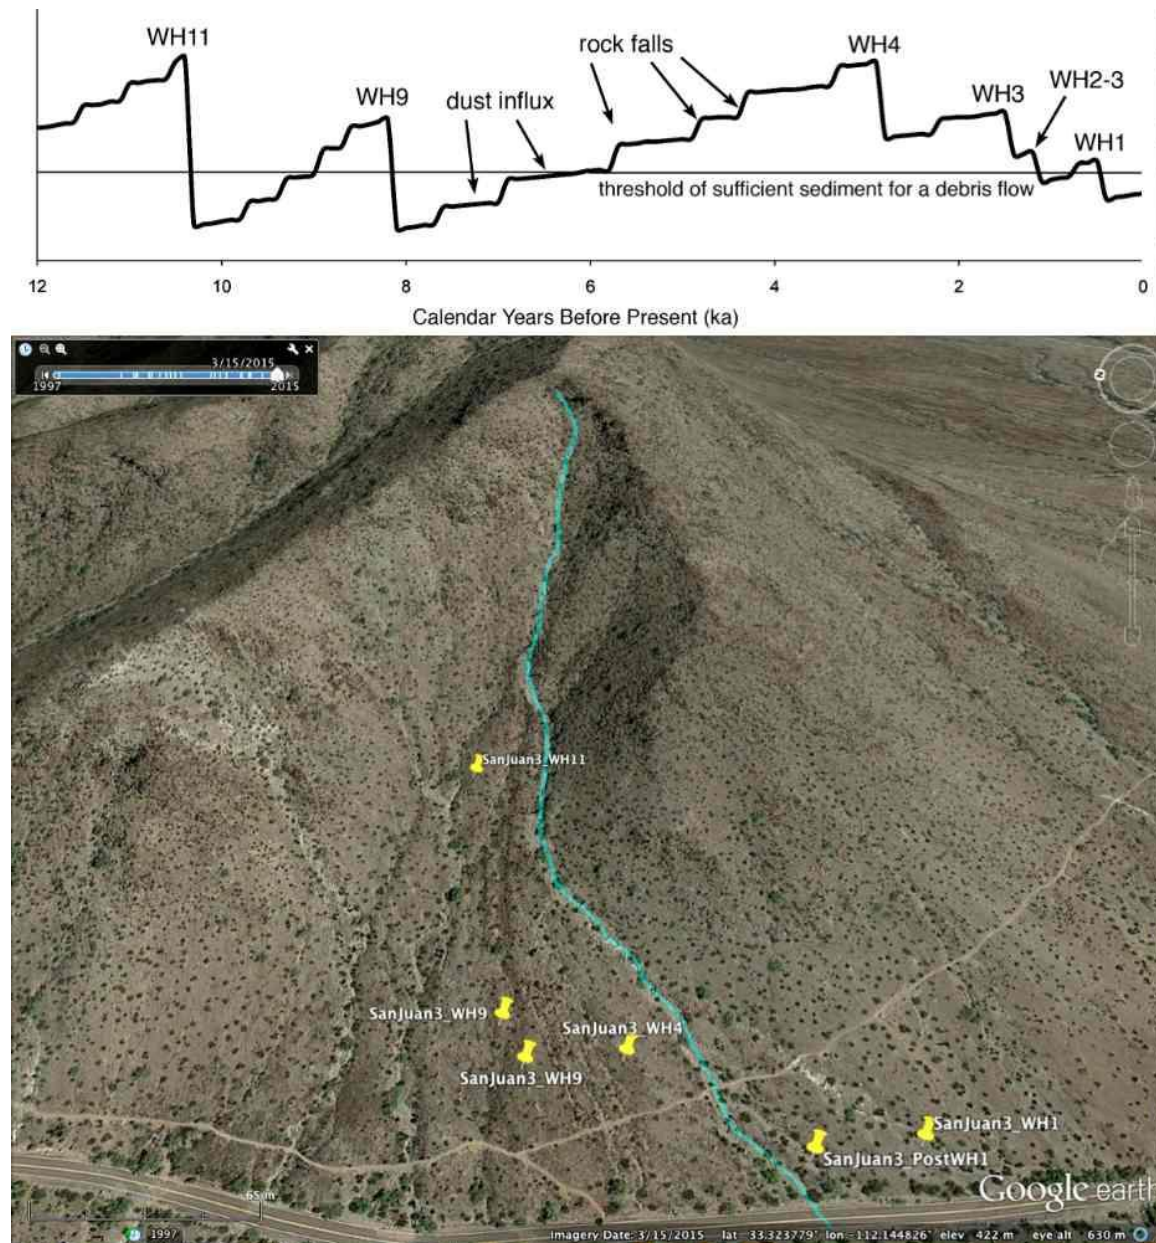 WH11
WH9
dust influx
rock falls
WH4
WH3
WH2-3
WH1
threshold of sufficient sediment for a debris flow
12 10 8 6 4 2 0
Calendar Years Before Present (ka)
3/15/2015
1997 2015
SanJuan3_WH11
SanJuan3_WH9
SanJuan3_WH4
SanJuan3_WH9
SanJuan3_WH1
SanJuan3_PostWH1
Google earth
65 m
1997
Imagery Date: 3/15/2015 lat 33.323779° lon -112.144826° elev 422 m eye alt 630 m